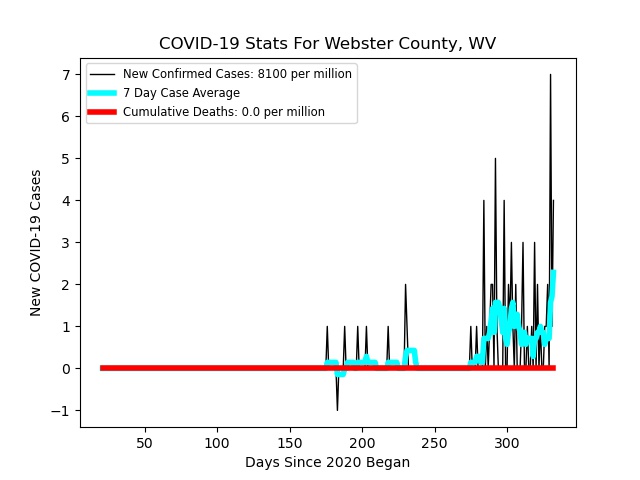 COVID-19 Stats For Webster County, WV
New Confirmed Cases: 8100 per million
7 Day Case Average
Cumulative Deaths: 0.0 per million
New COVID-19 Cases
7
6
5
4
3
2
1
0
−1
50 100 150 200 250 300
Days Since 2020 Began